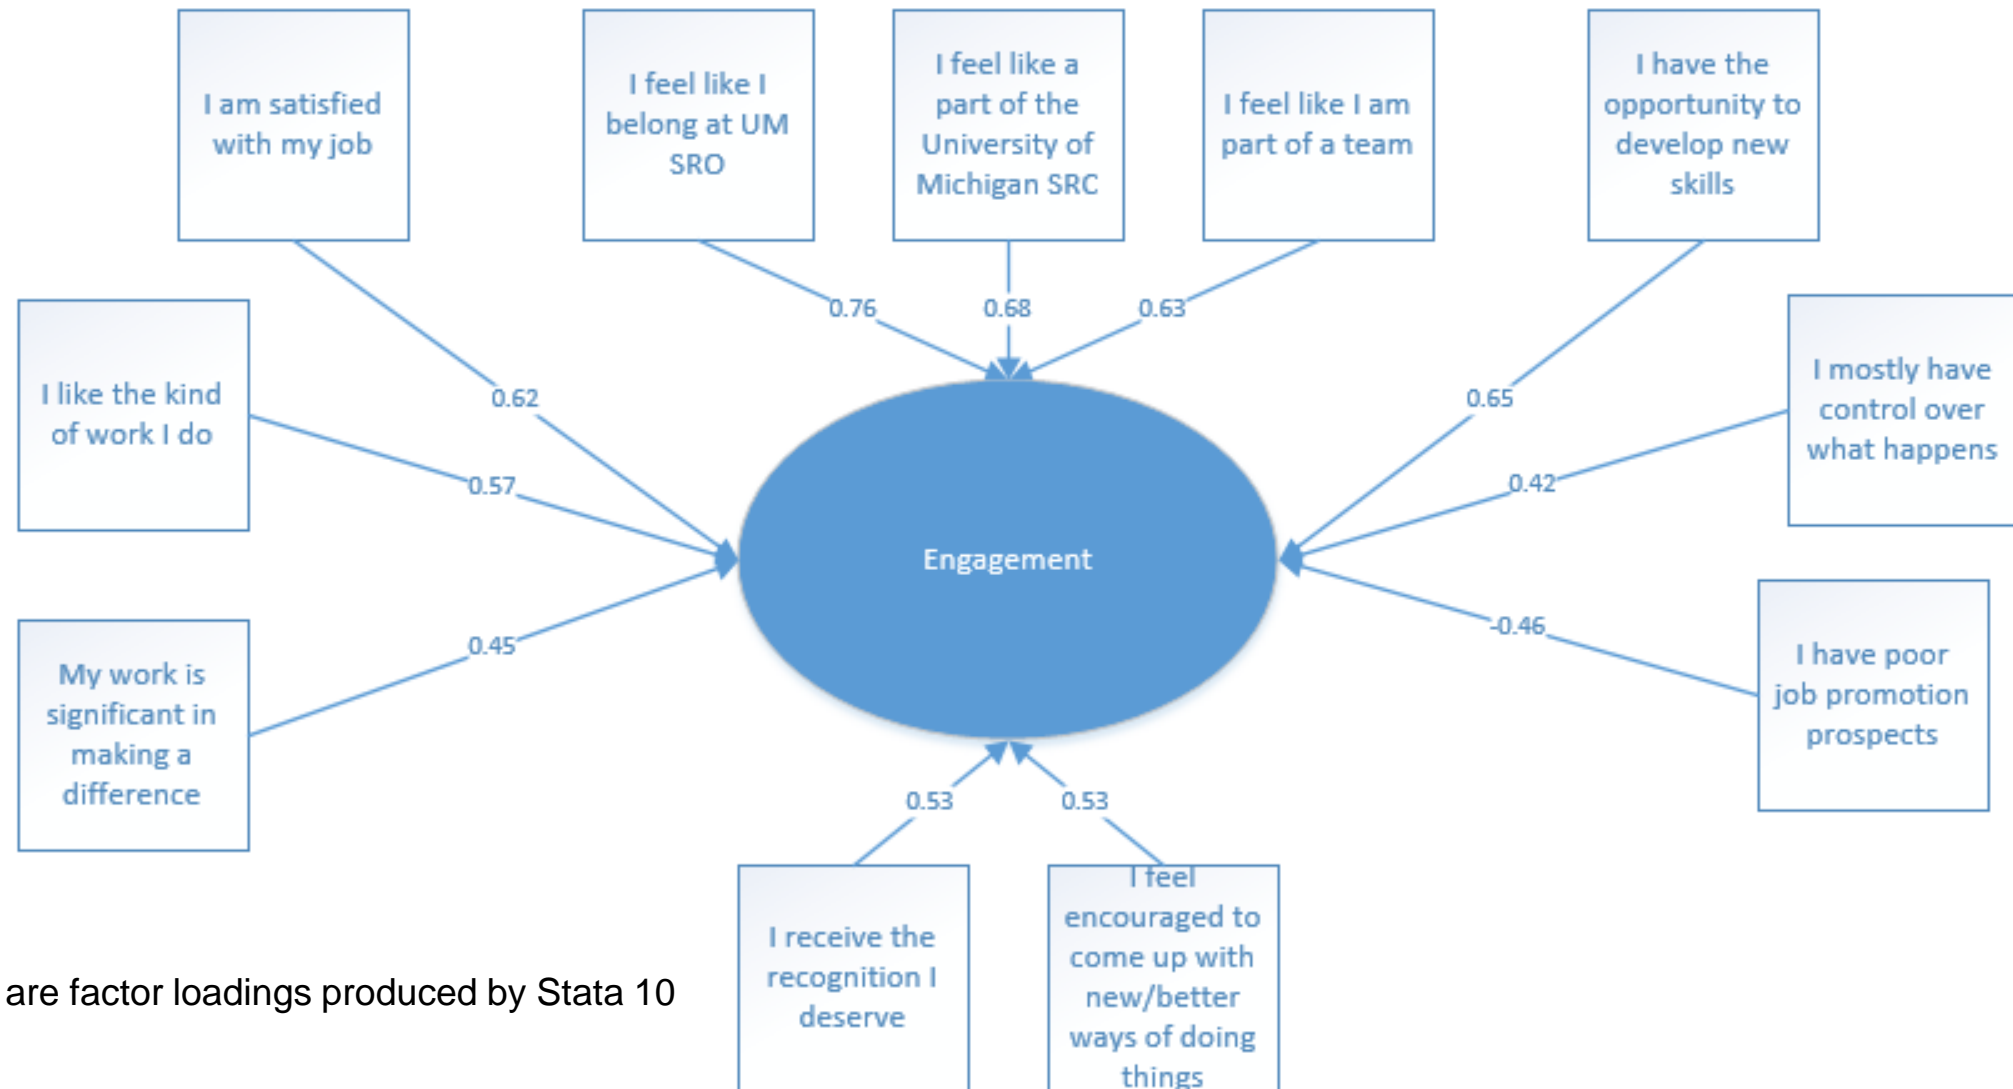 I am satisfied
with my job
I feel like I
belong at UM
SRO
I feel like a
part of the
University of
Michigan SRC
I feel like I am
part of a team
I have the
opportunity to
develop new
skills
0.76
0.68
0.63
I like the kind
of work I do
0.62
0.65
I mostly have
control over
what happens
0.57
0.42
Engagement
My work is
significant in
making a
difference
0.45
-0.46
I have poor
job promotion
prospects
0.53
0.53
I receive the
recognition I
deserve
I feel
encouraged to
come up with
new/better
ways of doing
things
are factor loadings produced by Stata 10